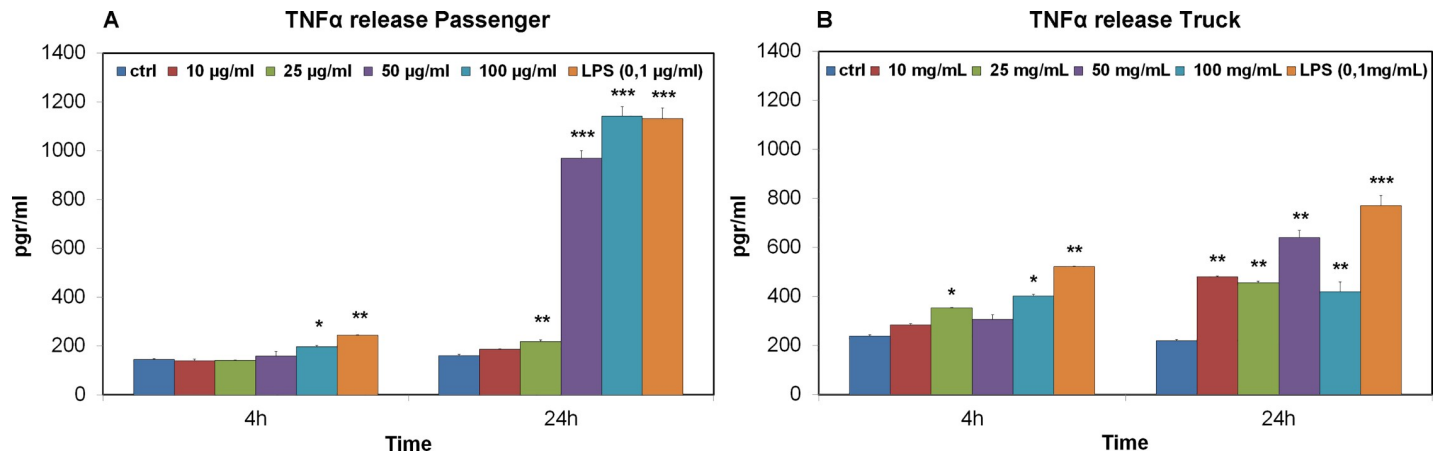 A
TNFα release Passenger
1400
1200
1000
800
600
400
200
0
pgr/ml
ctrl 10 µg/ml 25 µg/ml 50 µg/ml 100 µg/ml LPS (0,1 µg/ml)
* ** ** *** *** ***
4h 24h
Time
B
TNFα release Truck
1400
1200
1000
800
600
400
200
0
pgr/ml
ctrl 10 mg/mL 25 mg/mL 50 mg/mL 100 mg/mL LPS (0,1mg/mL)
* * ** ** ** ** ** ***
4h 24h
Time